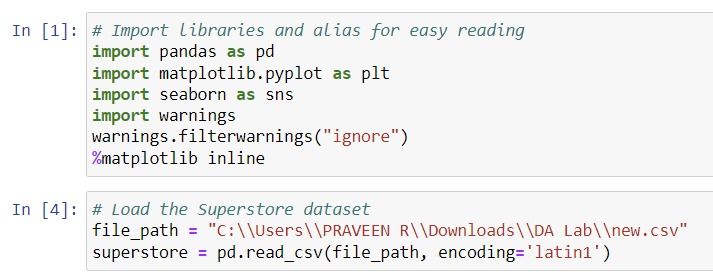 In [1]: # Import libraries and alias for easy reading
import pandas as pd
import matplotlib.pyplot as plt
import seaborn as sns
import warnings
warnings.filterwarnings("ignore")
%matplotlib inline
In [4]: # Load the Superstore dataset
file_path = "C:\\Users\\PRAVEEN R\\Downloads\\DA Lab\\new.csv"
superstore = pd.read_csv(file_path, encoding='latin1')